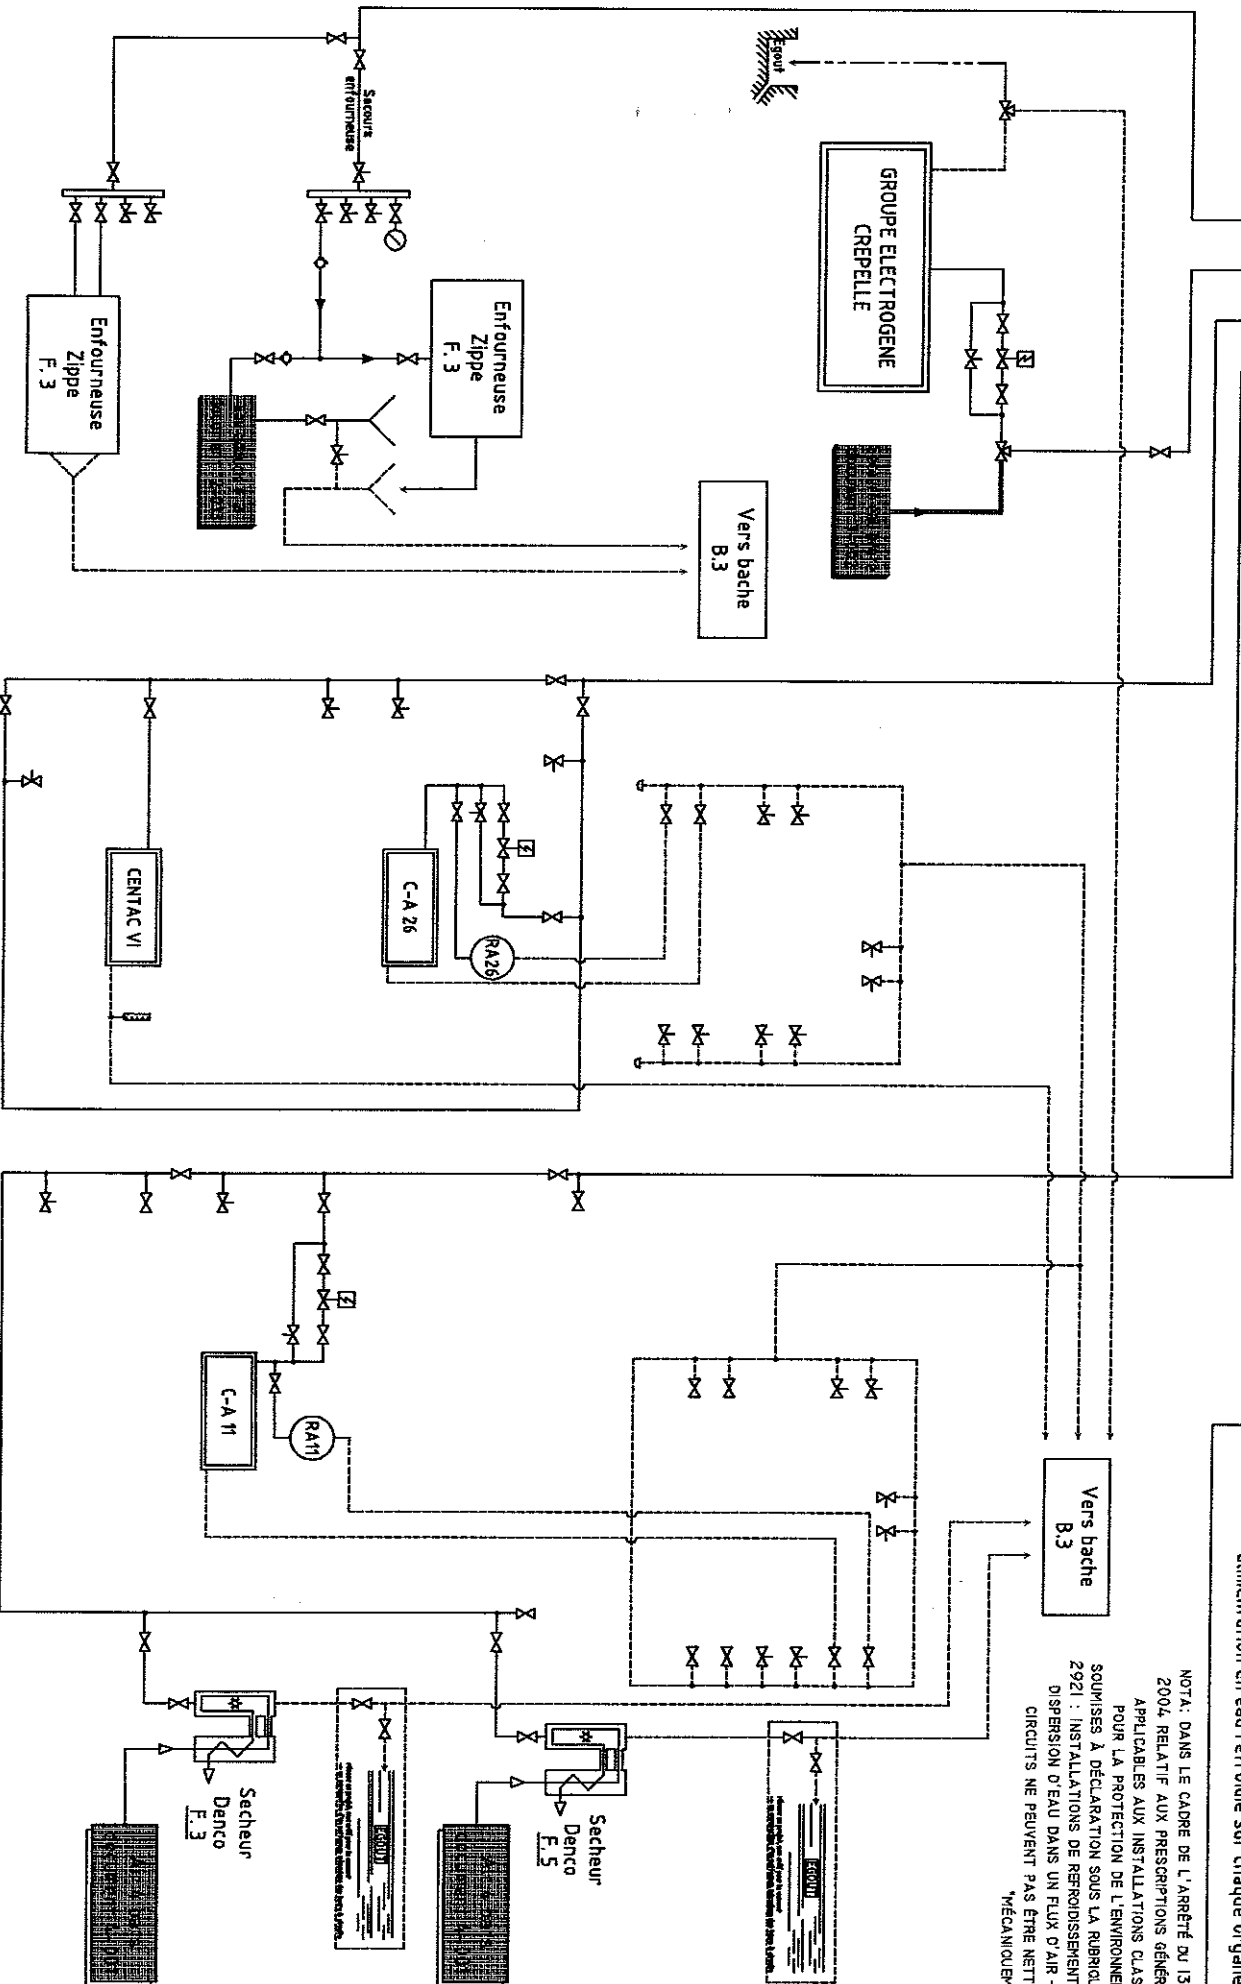 Egout
Secours
enfourneuse
GROUPE ELECTROGENE
CREPELLE
Enfourneuse
Zippe
F.3
Enfourneuse
Zippe
F.3
Vers bache
B.3
CENTAC VI
C-A 26
RA26
C-A 11
RA11
Vers bache
B.3
Secheur
Denco
F.3
Secheur
Denco
F.5
EGOUT
EGOUT
sur chaque
NOTA: DANS LE CADRE DE L'ARRÊTÉ DU 13
2004 RELATIF AUX PRESCRIPTIONS GÉNÉR
APPLICABLES AUX INSTALLATIONS CLAS
POUR LA PROTECTION DE L'ENVIRONNE
SOUMISES À DÉCLARATION SOUS LA RUBRIQU
2921 : INSTALLATIONS DE REFROIDISSEMENT
DISPERSION D'EAU DANS UN FLUX D'AIR -
CIRCUITS NE PEUVENT PAS ÊTRE NETT
"MÉCANIQUEM